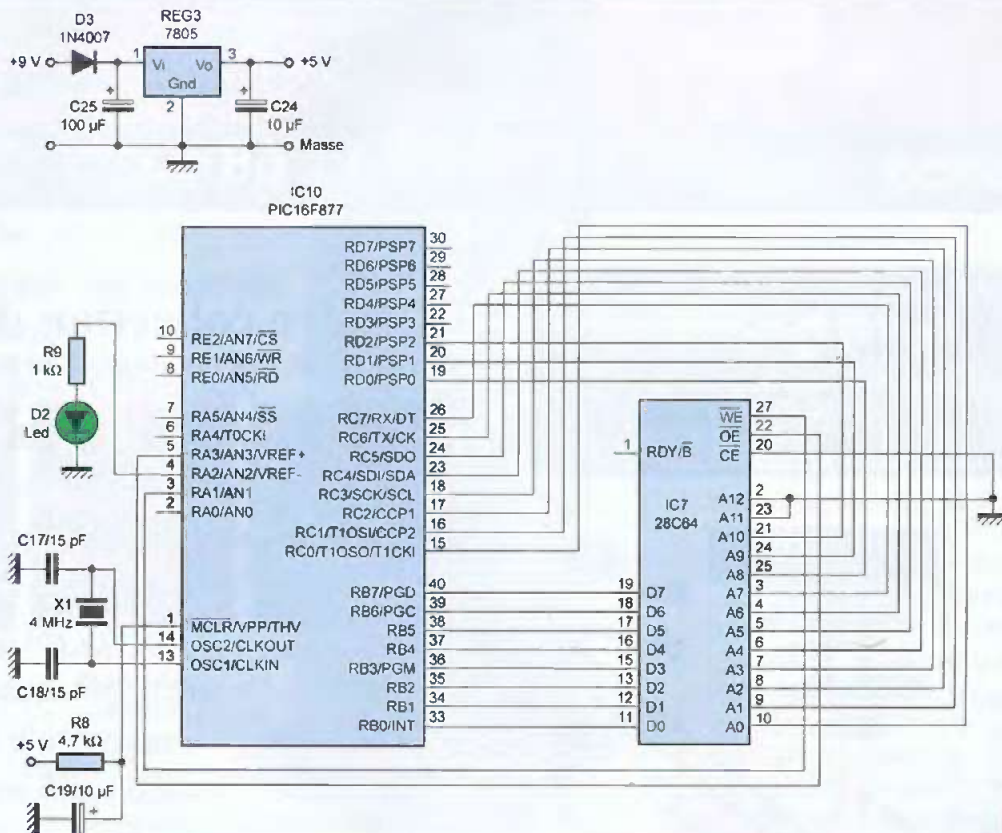 D3
1N4007
REG3
7805
+9 V
1
3
+5 V
Vi
Vo
Gnd
2
C25
100 µF
C24
10 µF
Masse
IC10
PIC16F877
RD7/PSP7 30
RD6/PSP6 29
RD5/PSP5 28
RD4/PSP4 27
RD3/PSP3 22
RD2/PSP2 21
RD1/PSP1 20
RD0/PSP0 19
10 RE2/AN7/CS
9 RE1/AN6/WR
8 RE0/AN5/RD
R9
1 kΩ
D2
Led
7 RA5/AN4/SS
6 RA4/T0CKI
5 RA3/AN3/VREF+
4 RA2/AN2/VREF-
3 RA1/AN1
2 RA0/AN0
RC7/RX/DT 26
RC6/TX/CK 25
RC5/SDO 24
RC4/SDI/SDA 23
RC3/SCK/SCL 18
RC2/CCP1 17
RC1/T1OSI/CCP2 16
RC0/T1OSO/T1CKI 15
C17/15 pF
X1
4 MHz
C18/15 pF
1 MCLR/VPP/THV
14 OSC2/CLKOUT
13 OSC1/CLKIN
RB7/PGD 40
RB6/PGC 39
RB5 38
RB4 37
RB3/PGM 36
RB2 35
RB1 34
RB0/INT 33
R8
+5 V 4.7 kΩ
C19/10 µF
+
1 RDY/B
IC7
28C64
WE 27
OE 22
CE 20
A12 2
A11 23
A10 21
A9 24
A8 25
A7 3
A6 4
A5 5
A4 6
A3 7
A2 8
A1 9
A0 10
19 D7
18 D6
17 D5
16 D4
15 D3
13 D2
12 D1
11 D0